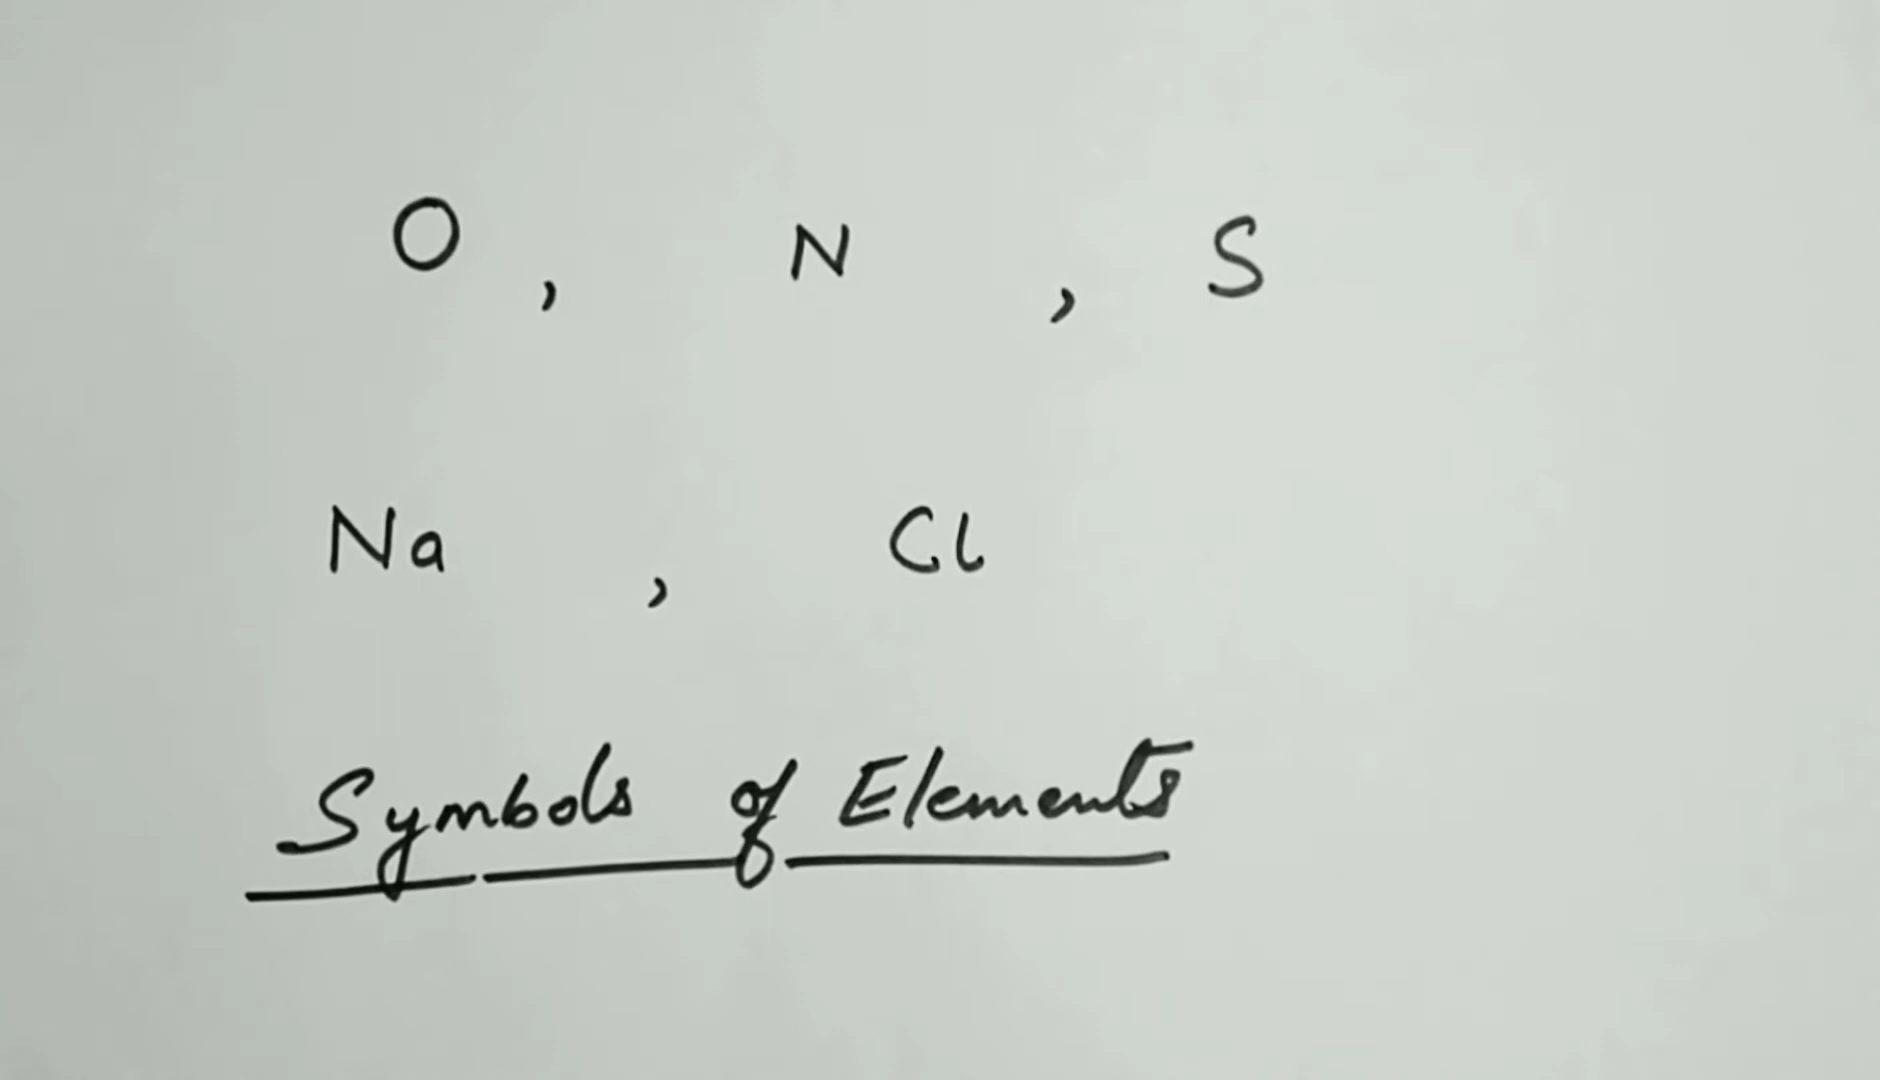 O, N, S
Na, Cl
Symbols of Elements